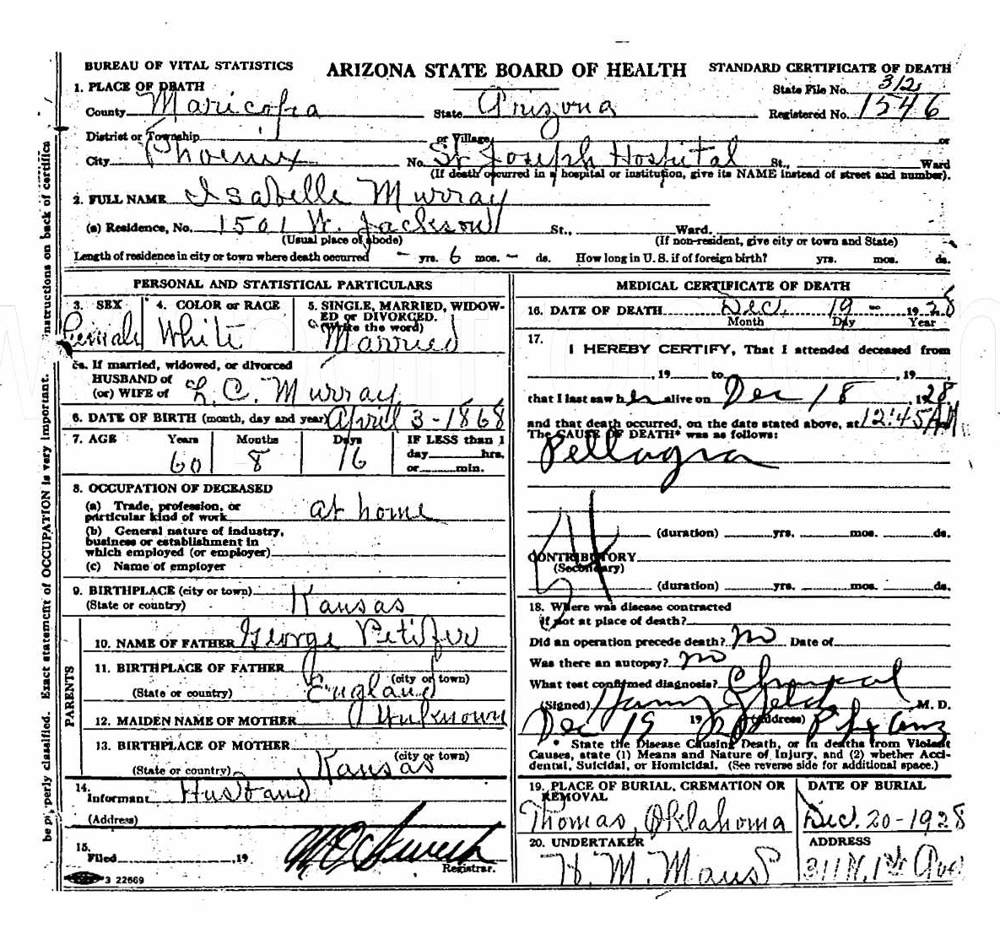 BUREAU OF VITAL STATISTICS ARIZONA STATE BOARD OF HEALTH STANDARD CERTIFICATE OF DEATH
1. PLACE OF DEATH State File No. 312
County Maricopa State Arizona Registered No. 1546
District or Township or Village or
City Phoenix No. St Joseph Hospital St., Ward
(If death occurred in a hospital or institution, give its NAME instead of street and number).
2. FULL NAME Isabelle Murray
(a) Residence, No. 1501 W. Jackson St., Ward.
(Usual place of abode) (If non-resident, give city or town and State)
Length of residence in city or town where death occurred - yrs. 6 mos. - ds. How long in U. S. if of foreign birth? yrs. mos. ds.
PERSONAL AND STATISTICAL PARTICULARS
3. SEX 4. COLOR or RACE 5. SINGLE, MARRIED, WIDOW-
ED or DIVORCED.
(Write the word)
Female White Married
5a. If married, widowed, or divorced
HUSBAND of
(or) WIFE of L. C. Murray
6. DATE OF BIRTH (month, day and year) April 3-1868
7. AGE Years Months Days IF LESS than 1
day hrs.
60 8 16 or min.
8. OCCUPATION OF DECEASED
(a) Trade, profession, or
particular kind of work at home
(b) General nature of industry,
business or establishment in
which employed (or employer)
(c) Name of employer
9. BIRTHPLACE (city or town)
(State or country) Kansas
PARENTS
10. NAME OF FATHER George Petifer
11. BIRTHPLACE OF FATHER
(city or town)
(State or country) England
12. MAIDEN NAME OF MOTHER Unknown
13. BIRTHPLACE OF MOTHER
(city or town)
(State or country) Kansas
14.
Informant Husband
(Address)
15.
Filed , 19
Registrar.
3 22669
MEDICAL CERTIFICATE OF DEATH
16. DATE OF DEATH Dec. 19 - 1928
Month Day Year
17.
I HEREBY CERTIFY, That I attended deceased from
, 19 to , 19 ,
that I last saw her alive on Dec 18 1928
and that death occurred, on the date stated above, at 12:45 AM
The CAUSE OF DEATH* was as follows:
Pellagra
(duration) yrs. mos. ds.
CONTRIBUTORY
(Secondary)
(duration) yrs. mos. ds.
18. Where was disease contracted
if not at place of death?
Did an operation precede death? no Date of
Was there an autopsy? no
What test confirmed diagnosis?
(Signed) M. D.
Dec 19 1928 (Address) Phx Ariz
* State the Disease Causing Death, or in deaths from Violent
Causes, state (1) Means and Nature of Injury, and (2) whether Acci-
dental, Suicidal, or Homicidal. (See reverse side for additional space.)
19. PLACE OF BURIAL, CREMATION OR
REMOVAL
Thomas, Oklahoma
DATE OF BURIAL
Dec. 20-1928
20. UNDERTAKER
ADDRESS
311 N. 1st Ave
be properly classified. Exact statement of OCCUPATION is very important. instructions on back of certifica